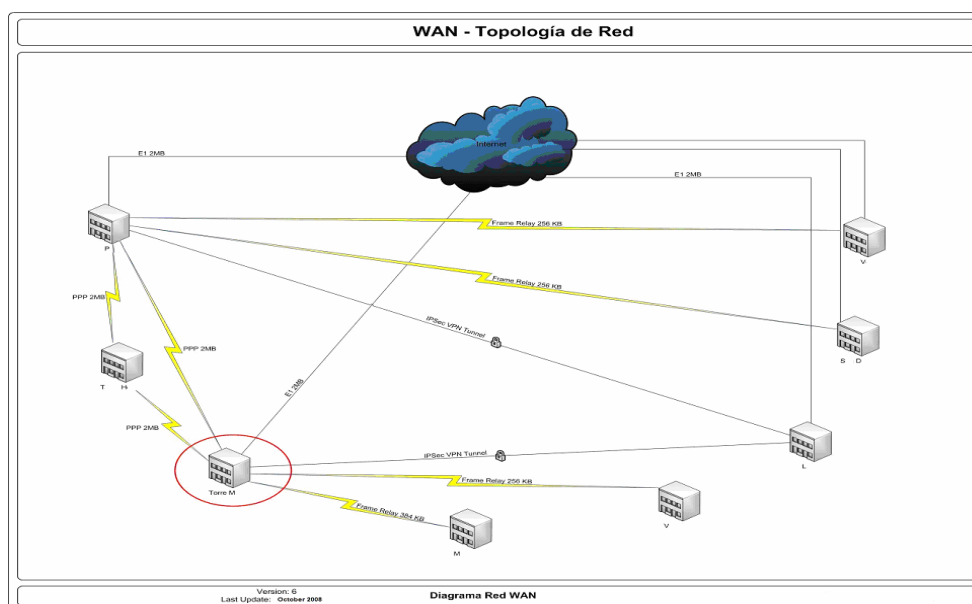 WAN - Topología de Red
Internet
E1 2MB
E1 2MB
Frame Relay 256 KB
P
V
Frame Relay 256 KB
PPP 2MB
IPSec VPN Tunnel
S D
PPP 2MB
T H
E1 2MB
PPP 2MB
IPSec VPN Tunnel
L
Torre M
Frame Relay 256 KB
Frame Relay 384 KB
V
M
Version: 6
Last Update: October 2008
Diagrama Red WAN